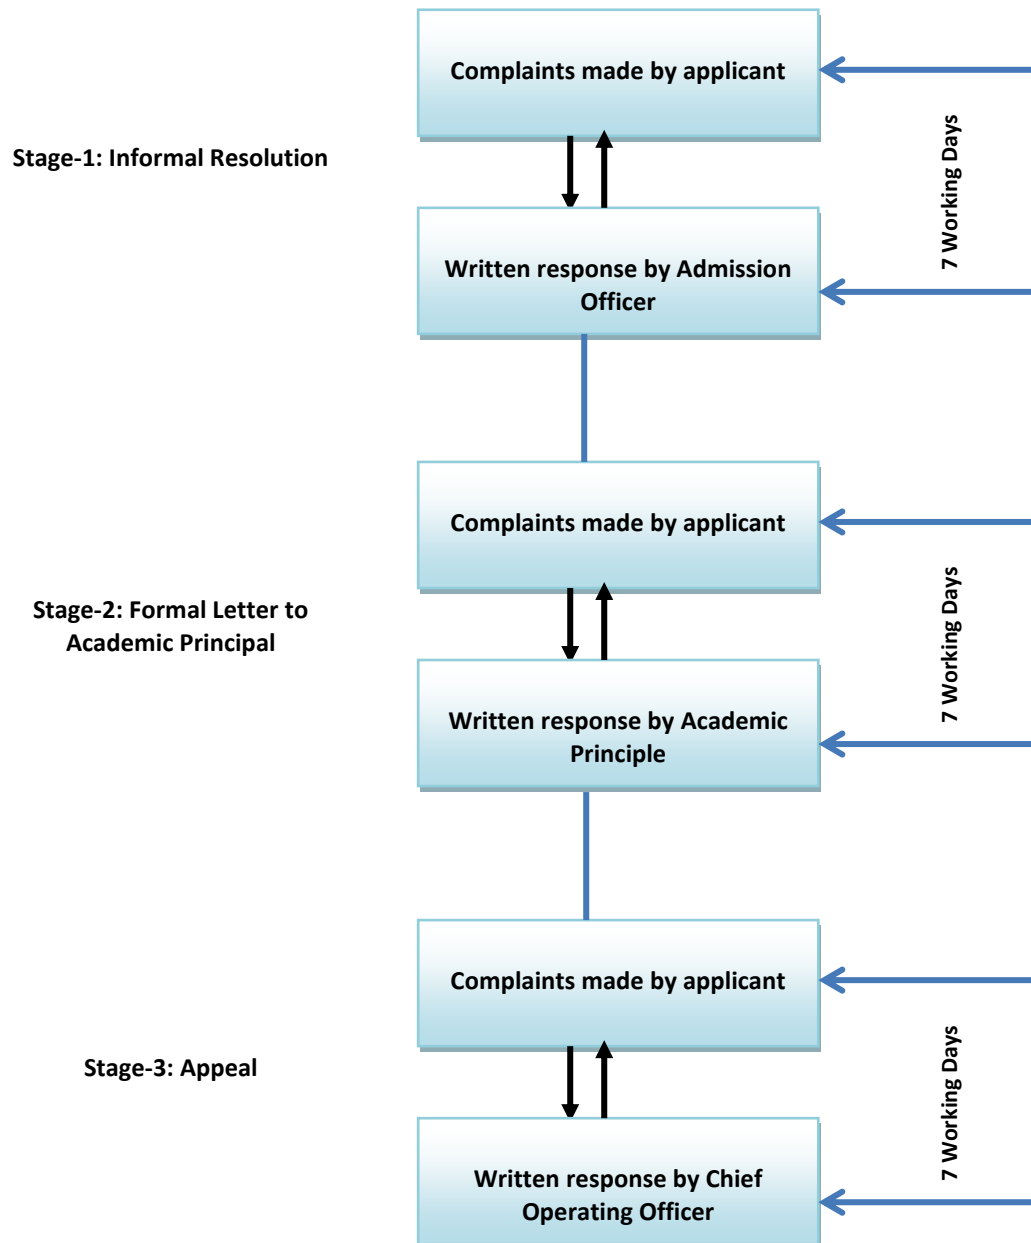 Complaints made by applicant
Stage-1: Informal Resolution
7 Working Days
Written response by Admission
Officer
Complaints made by applicant
Stage-2: Formal Letter to
Academic Principal
7 Working Days
Written response by Academic
Principle
Complaints made by applicant
Stage-3: Appeal
7 Working Days
Written response by Chief
Operating Officer